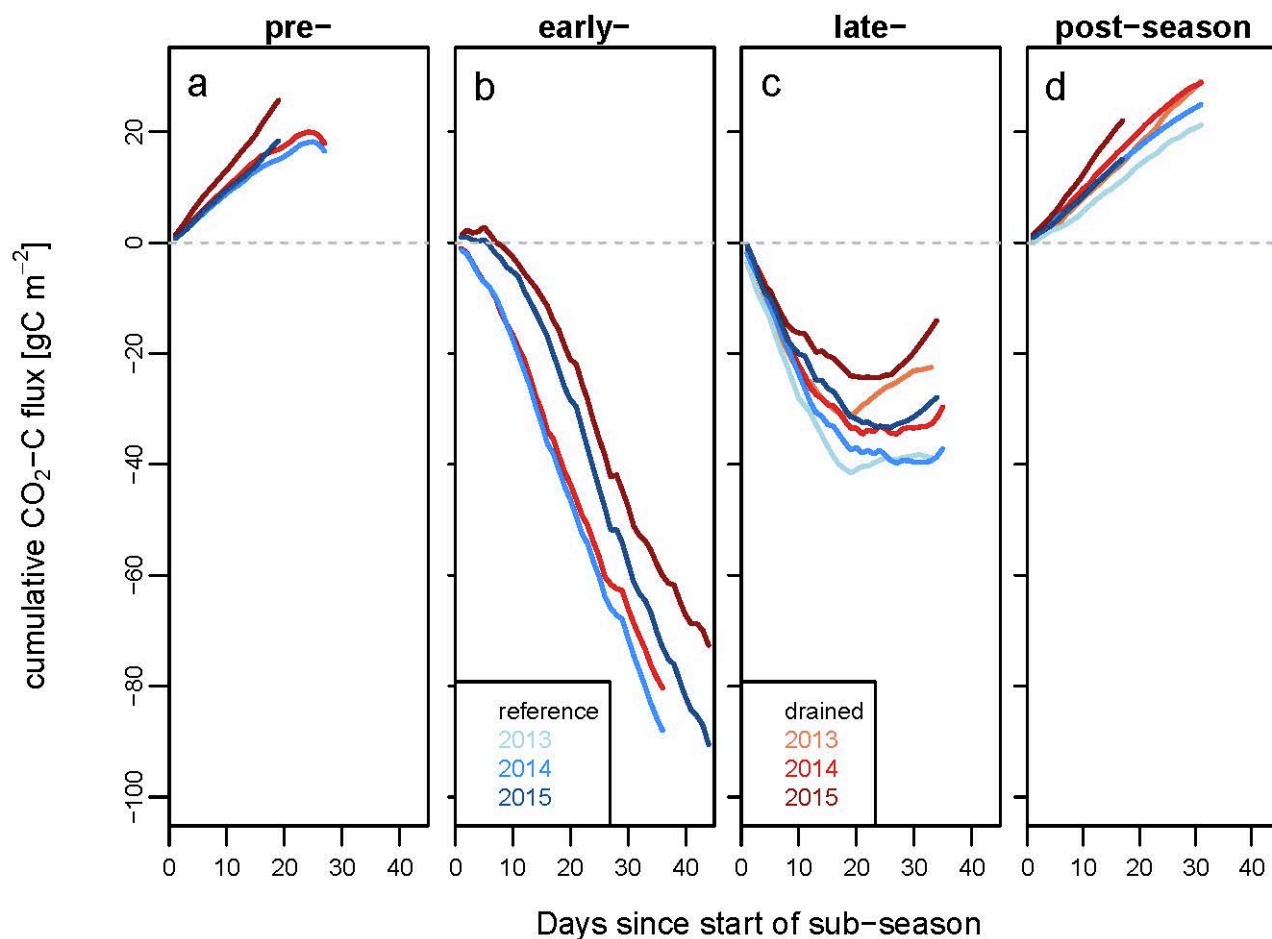 pre−
early−
late−
post−season
a
b
c
d
cumulative CO₂−C flux [gC m⁻²]
20
0
−20
−40
−60
−80
−100
reference
2013
2014
2015
drained
2013
2014
2015
0 10 20 30 40
0 10 20 30 40
0 10 20 30 40
0 10 20 30 40
Days since start of sub−season